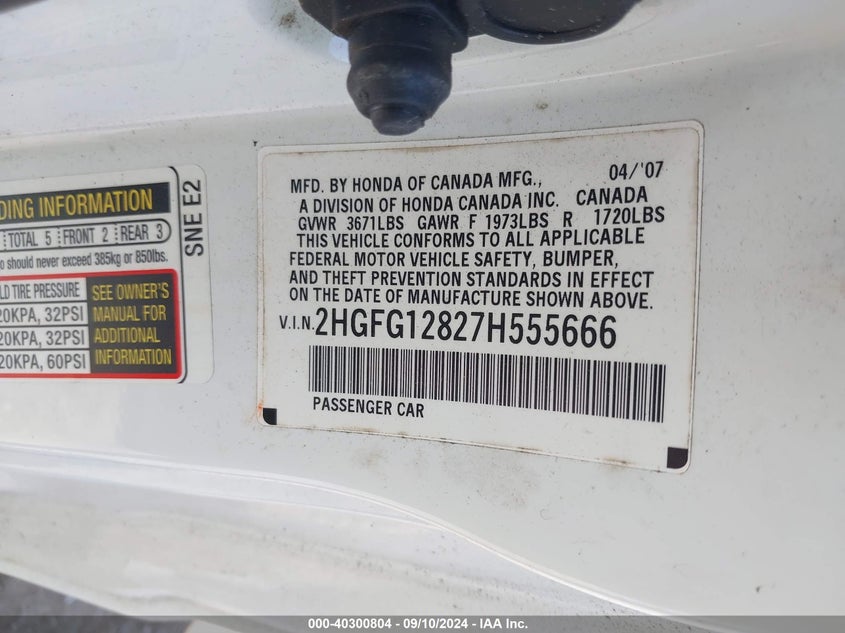 DING INFORMATION
TOTAL 5 FRONT 2 REAR 3
o should never exceed 385kg or 850lbs.
LD TIRE PRESSURE
20KPA, 32PSI
20KPA, 32PSI
20KPA, 60PSI
SEE OWNER'S
MANUAL FOR
ADDITIONAL
INFORMATION
SNE E2
MFD. BY HONDA OF CANADA MFG., 04/'07
A DIVISION OF HONDA CANADA INC. CANADA
GVWR 3671LBS GAWR F 1973LBS R 1720LBS
THIS VEHICLE CONFORMS TO ALL APPLICABLE
FEDERAL MOTOR VEHICLE SAFETY, BUMPER,
AND THEFT PREVENTION STANDARDS IN EFFECT
ON THE DATE OF MANUFACTURE SHOWN ABOVE.
V.I.N. 2HGFG12827H555666
PASSENGER CAR
000-40300804 - 09/10/2024 - IAA Inc.